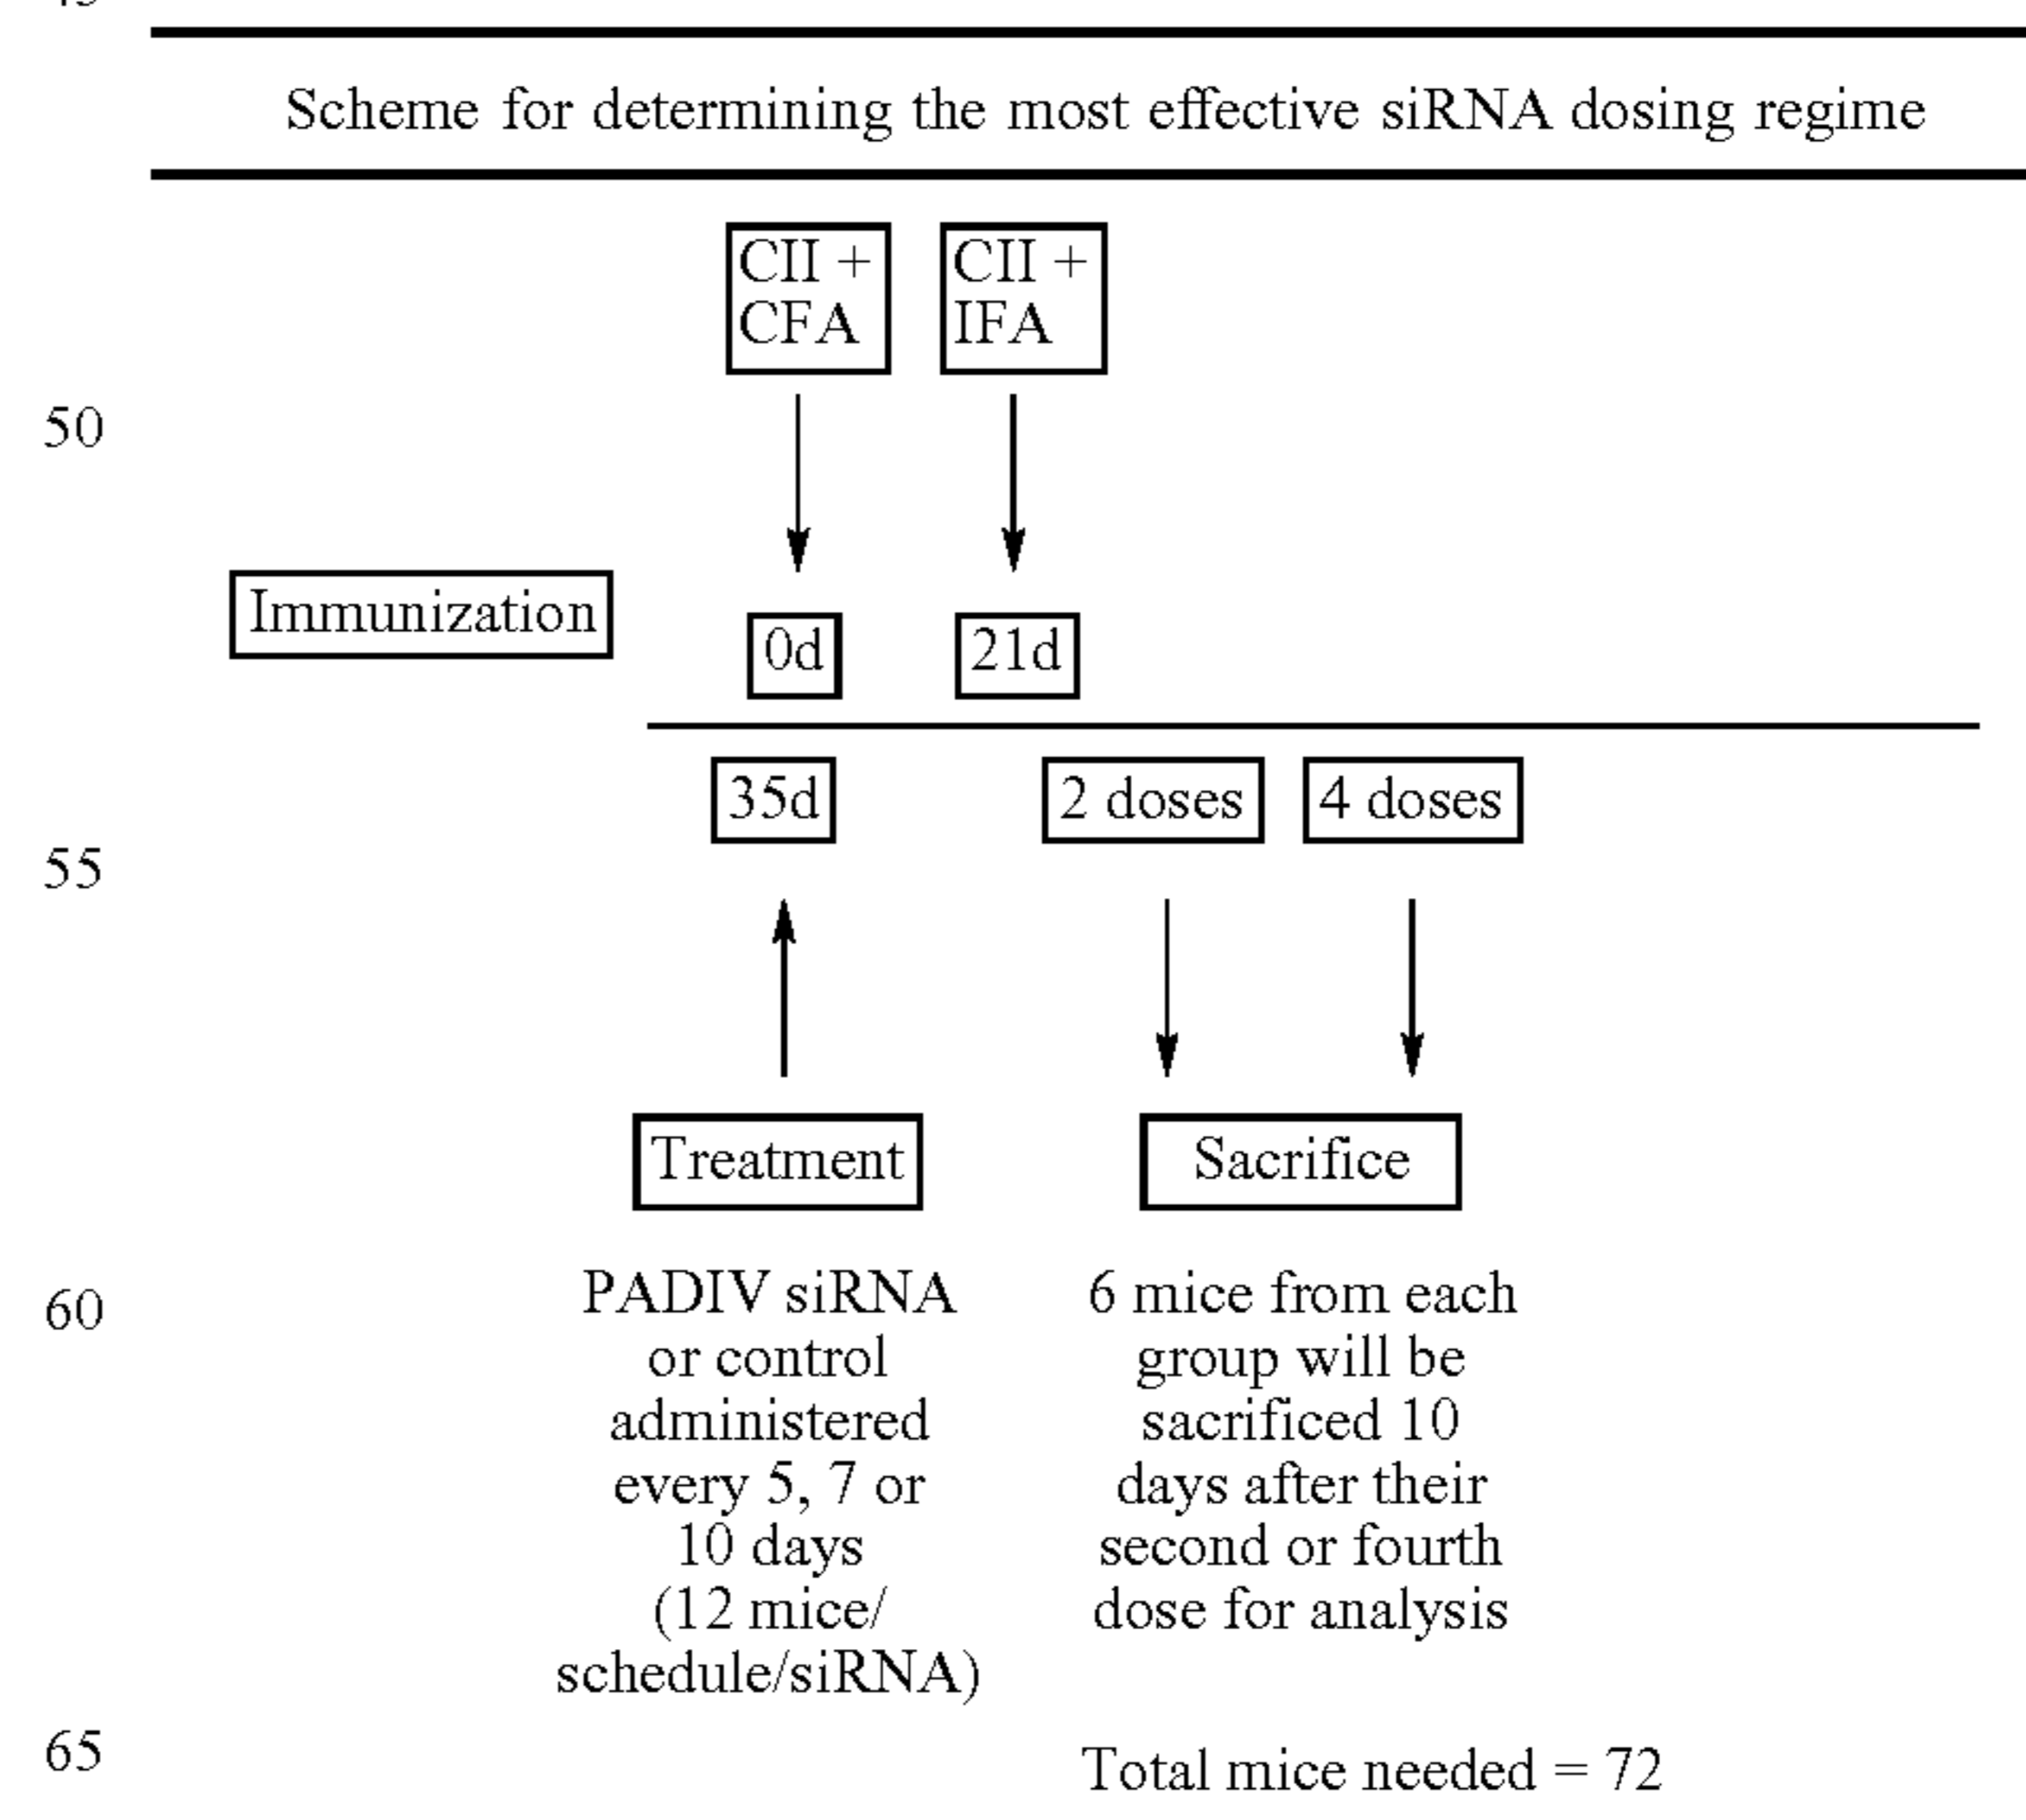 Scheme for determining the most effective siRNA dosing regime
CII +
CFA
CII +
IFA
50
Immunization
0d
21d
35d
2 doses
4 doses
55
Treatment
Sacrifice
60
PADIV siRNA
or control
administered
every 5, 7 or
10 days
(12 mice/
schedule/siRNA)
6 mice from each
group will be
sacrificed 10
days after their
second or fourth
dose for analysis
65
Total mice needed = 72